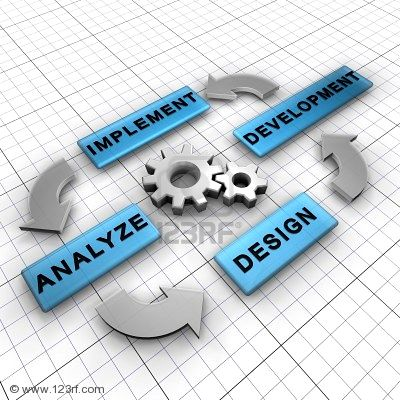 IMPLEMENT
DEVELOPMENT
ANALYZE
DESIGN
123RF
© www.123rf.com